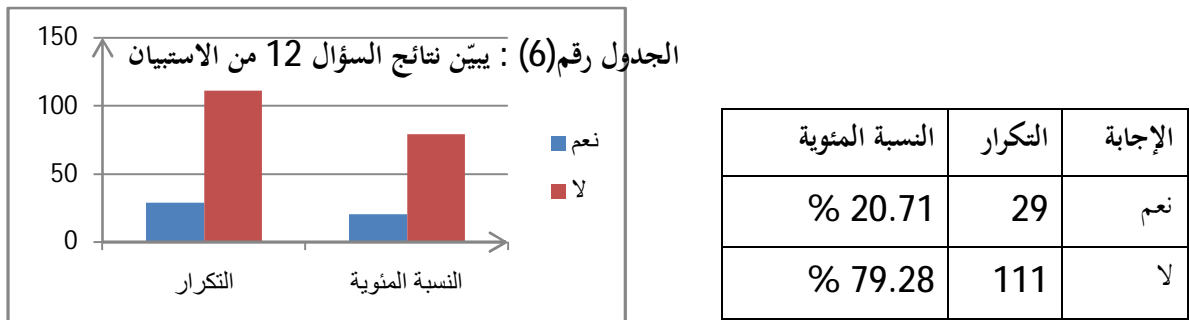 الجدول رقم(6) : يبيّن نتائج السؤال 12 من الاستبيان
150
100
50
0
التكرار
النسبة المئوية
نعم
لا
الإجابة التكرار النسبة المئوية
نعم 29 20.71 %
لا 111 79.28 %